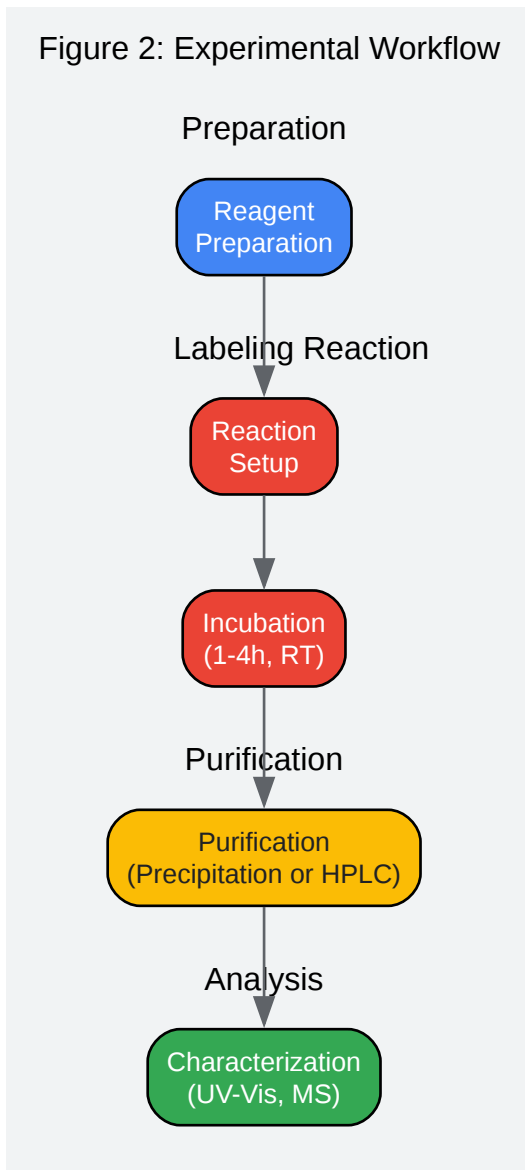 Figure 2: Experimental Workflow
Preparation
Reagent
Preparation
Labeling Reaction
Reaction
Setup
Incubation
(1-4h, RT)
Purification
Purification
(Precipitation or HPLC)
Analysis
Characterization
(UV-Vis, MS)